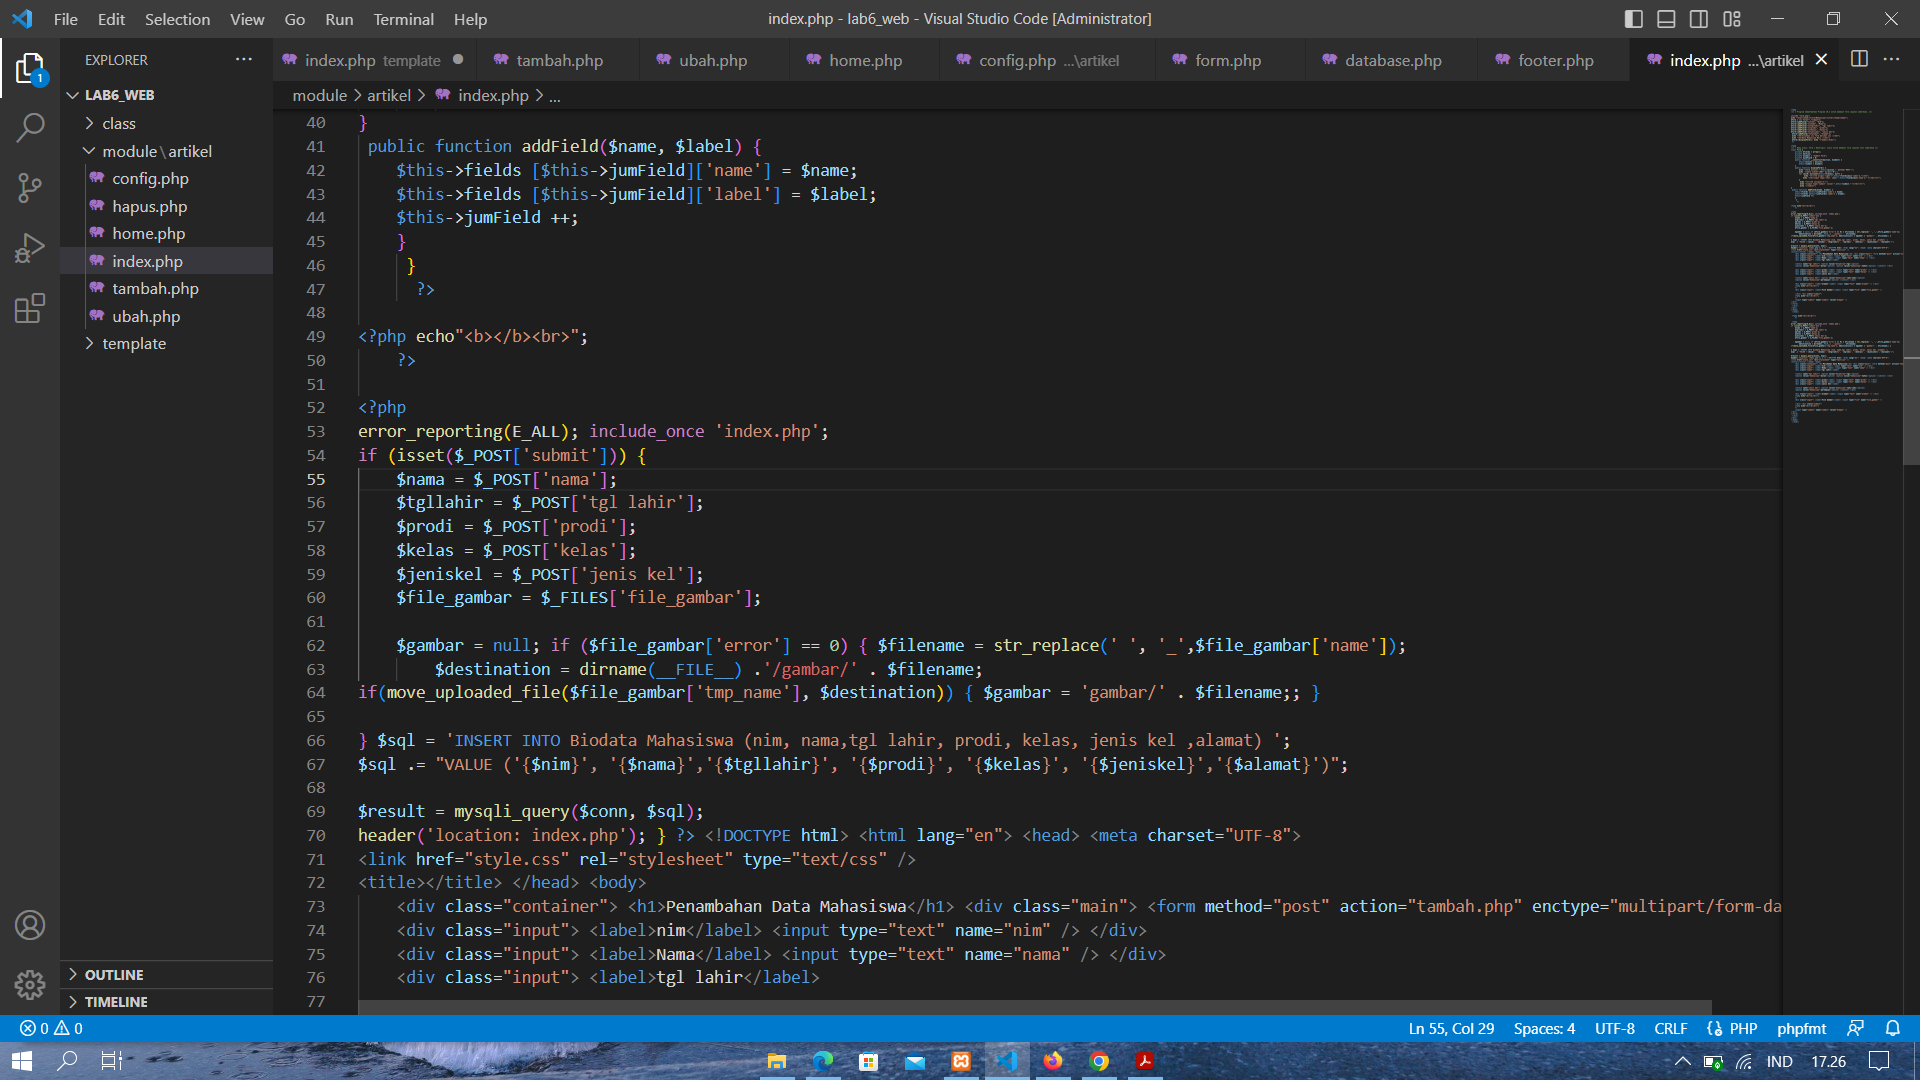 File Edit Selection View Go Run Terminal Help
index.php - lab6_web - Visual Studio Code [Administrator]
EXPLORER
index.php template
tambah.php
ubah.php
home.php
config.php ...\artikel
form.php
database.php
footer.php
index.php ...\artikel
module > artikel > index.php > ...
1
LAB6_WEB
class
module \ artikel
config.php
hapus.php
home.php
index.php
tambah.php
ubah.php
template
OUTLINE
TIMELINE
40 }
41 public function addField($name, $label) {
42 $this->fields [$this->jumField]['name'] = $name;
43 $this->fields [$this->jumField]['label'] = $label;
44 $this->jumField ++;
45 }
46 }
47 ?>
48
49 <?php echo"<b></b><br>";
50 ?>
51
52 <?php
53 error_reporting(E_ALL); include_once 'index.php';
54 if (isset($_POST['submit'])) {
55 $nama = $_POST['nama'];
56 $tgllahir = $_POST['tgl lahir'];
57 $prodi = $_POST['prodi'];
58 $kelas = $_POST['kelas'];
59 $jeniskel = $_POST['jenis kel'];
60 $file_gambar = $_FILES['file_gambar'];
61
62 $gambar = null; if ($file_gambar['error'] == 0) { $filename = str_replace(' ', '_',$file_gambar['name']);
63 $destination = dirname(__FILE__) .'/gambar/' . $filename;
64 if(move_uploaded_file($file_gambar['tmp_name'], $destination)) { $gambar = 'gambar/' . $filename;; }
65
66 } $sql = 'INSERT INTO Biodata Mahasiswa (nim, nama,tgl lahir, prodi, kelas, jenis kel ,alamat) ';
67 $sql .= "VALUE ('{$nim}', '{$nama}','{$tgllahir}', '{$prodi}', '{$kelas}', '{$jeniskel}','{$alamat}')";
68
69 $result = mysqli_query($conn, $sql);
70 header('location: index.php'); } ?> <!DOCTYPE html> <html lang="en"> <head> <meta charset="UTF-8">
71 <link href="style.css" rel="stylesheet" type="text/css" />
72 <title></title> </head> <body>
73 <div class="container"> <h1>Penambahan Data Mahasiswa</h1> <div class="main"> <form method="post" action="tambah.php" enctype="multipart/form-da
74 <div class="input"> <label>nim</label> <input type="text" name="nim" /> </div>
75 <div class="input"> <label>Nama</label> <input type="text" name="nama" /> </div>
76 <div class="input"> <label>tgl lahir</label>
77
0 0
Ln 55, Col 29 Spaces: 4 UTF-8 CRLF PHP phpfmt
IND 17.26